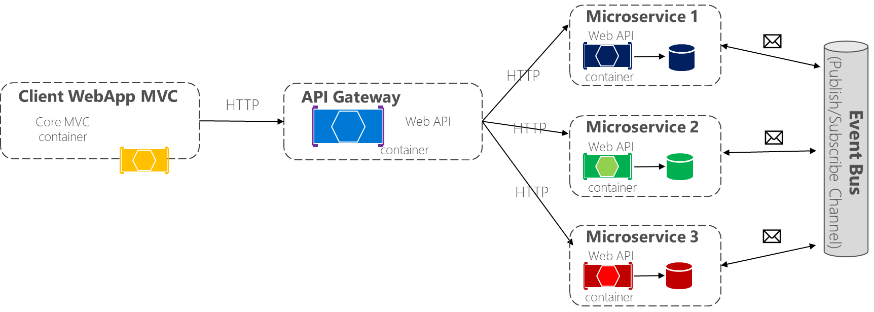 Client WebApp MVC
Core MVC
container
HTTP
API Gateway
Web API
container
HTTP
HTTP
HTTP
Microservice 1
Web API
container
Microservice 2
Web API
container
Microservice 3
Web API
container
Event Bus
(Publish/Subscribe Channel)